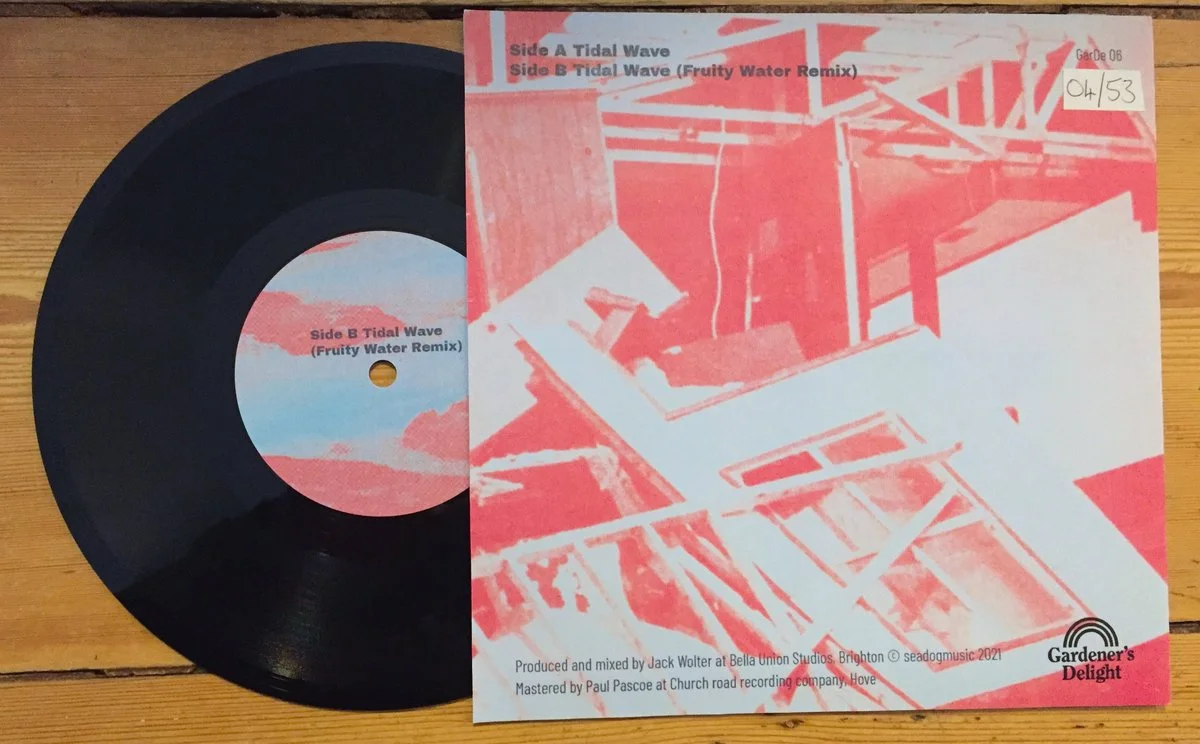 Side A Tidal Wave
Side B Tidal Wave (Fruity Water Remix)
GarDe 06
04/53
Side B Tidal Wave
(Fruity Water Remix)
Produced and mixed by Jack Wolter at Bella Union Studios, Brighton © seadogmusic 2021
Mastered by Paul Pascoe at Church road recording company, Hove
Gardener's
Delight